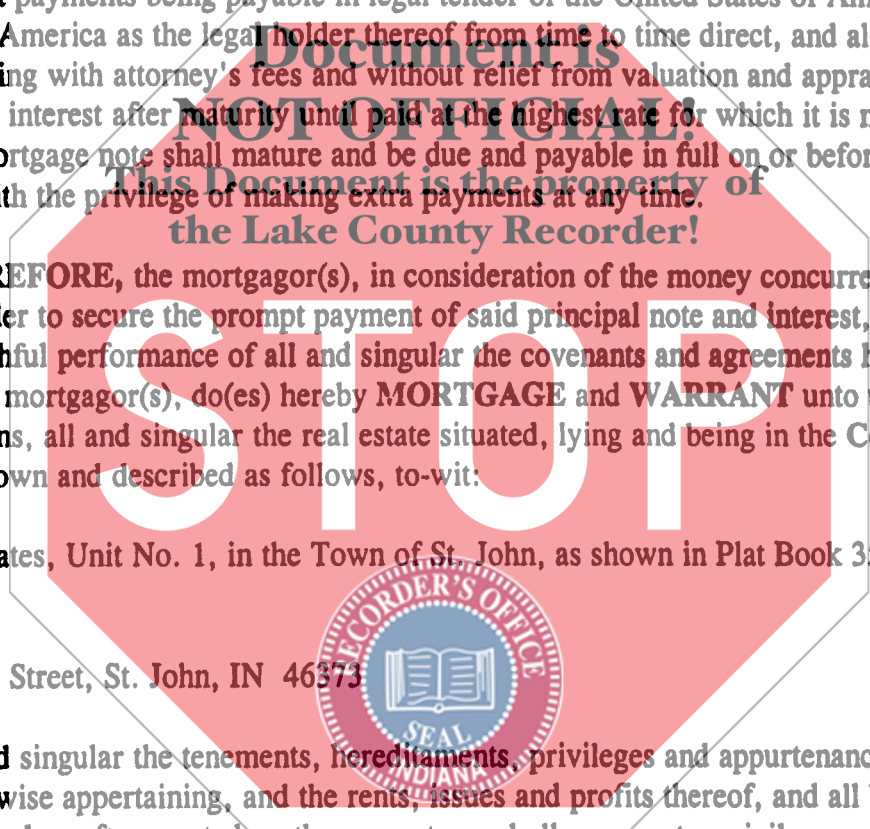 payments being payable in legal tender of the United States of Am
America as the legal holder thereof from time to time direct, and al
Document is
ing with attorney's fees and without relief from valuation and appra
interest after maturity until paid at the highest rate for which it is
NOT OFFICIAL!
ortgage note shall mature and be due and payable in full on or befor
This Document is the property of
th the privilege of making extra payments at any time.
the Lake County Recorder!
REFORE, the mortgagor(s), in consideration of the money concurre
er to secure the prompt payment of said principal note and interest,
hful performance of all and singular the covenants and agreements
mortgagor(s), do(es) hereby MORTGAGE and WARRANT unto
ns, all and singular the real estate situated, lying and being in the C
own and described as follows, to-wit:
STOP
ates, Unit No. 1, in the Town of St. John, as shown in Plat Book 3
RECORDER'S OFFICE
Street, St. John, IN 46373
SEAL
INDIANA
d singular the tenements, hereditaments, privileges and appurtenanc
wise appertaining, and the rents, issues and profits thereof, and all